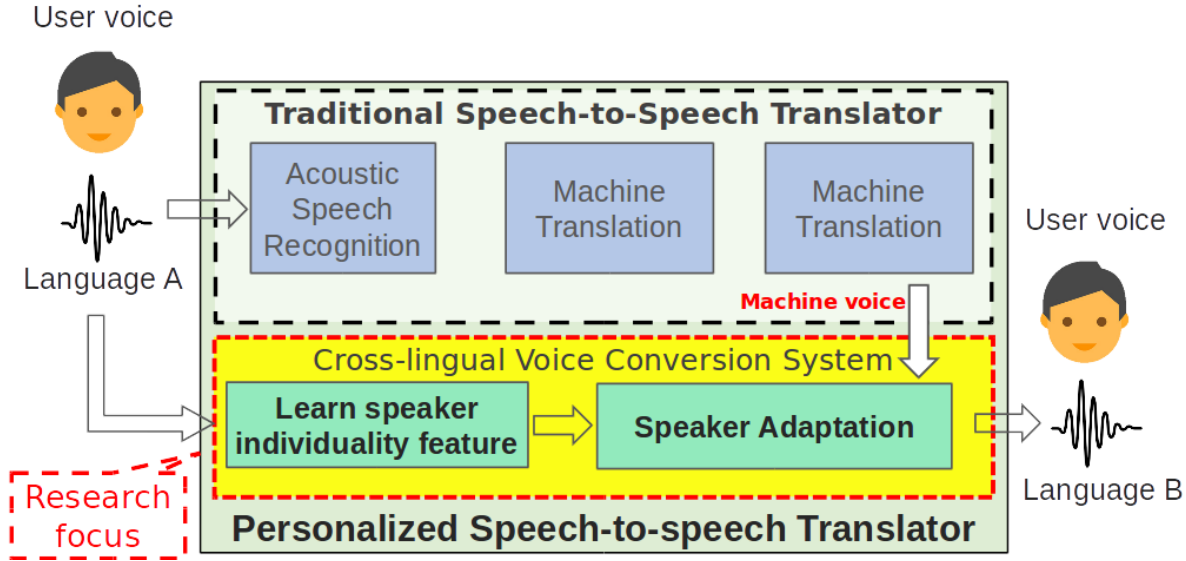 User voice
Traditional Speech-to-Speech Translator
Acoustic
Speech
Recognition
Machine
Translation
Machine
Translation
Language A
User voice
Machine voice
Cross-lingual Voice Conversion System
Learn speaker
individuality feature
Speaker Adaptation
Research
focus
Language B
Personalized Speech-to-speech Translator